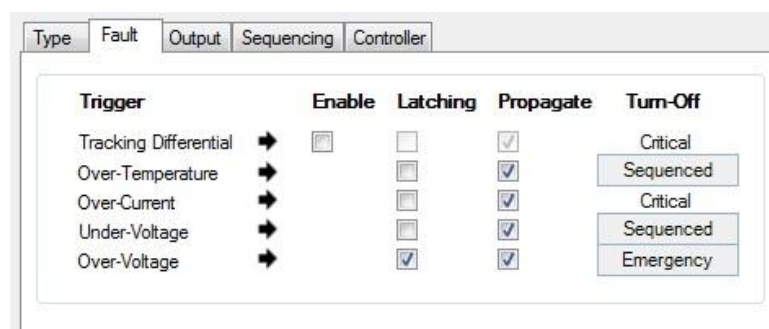 Type Fault Output Sequencing Controller
Trigger Enable Latching Propagate Turn-Off
Tracking Differential Critical
Over-Temperature Sequenced
Over-Current Critical
Under-Voltage Sequenced
Over-Voltage Emergency